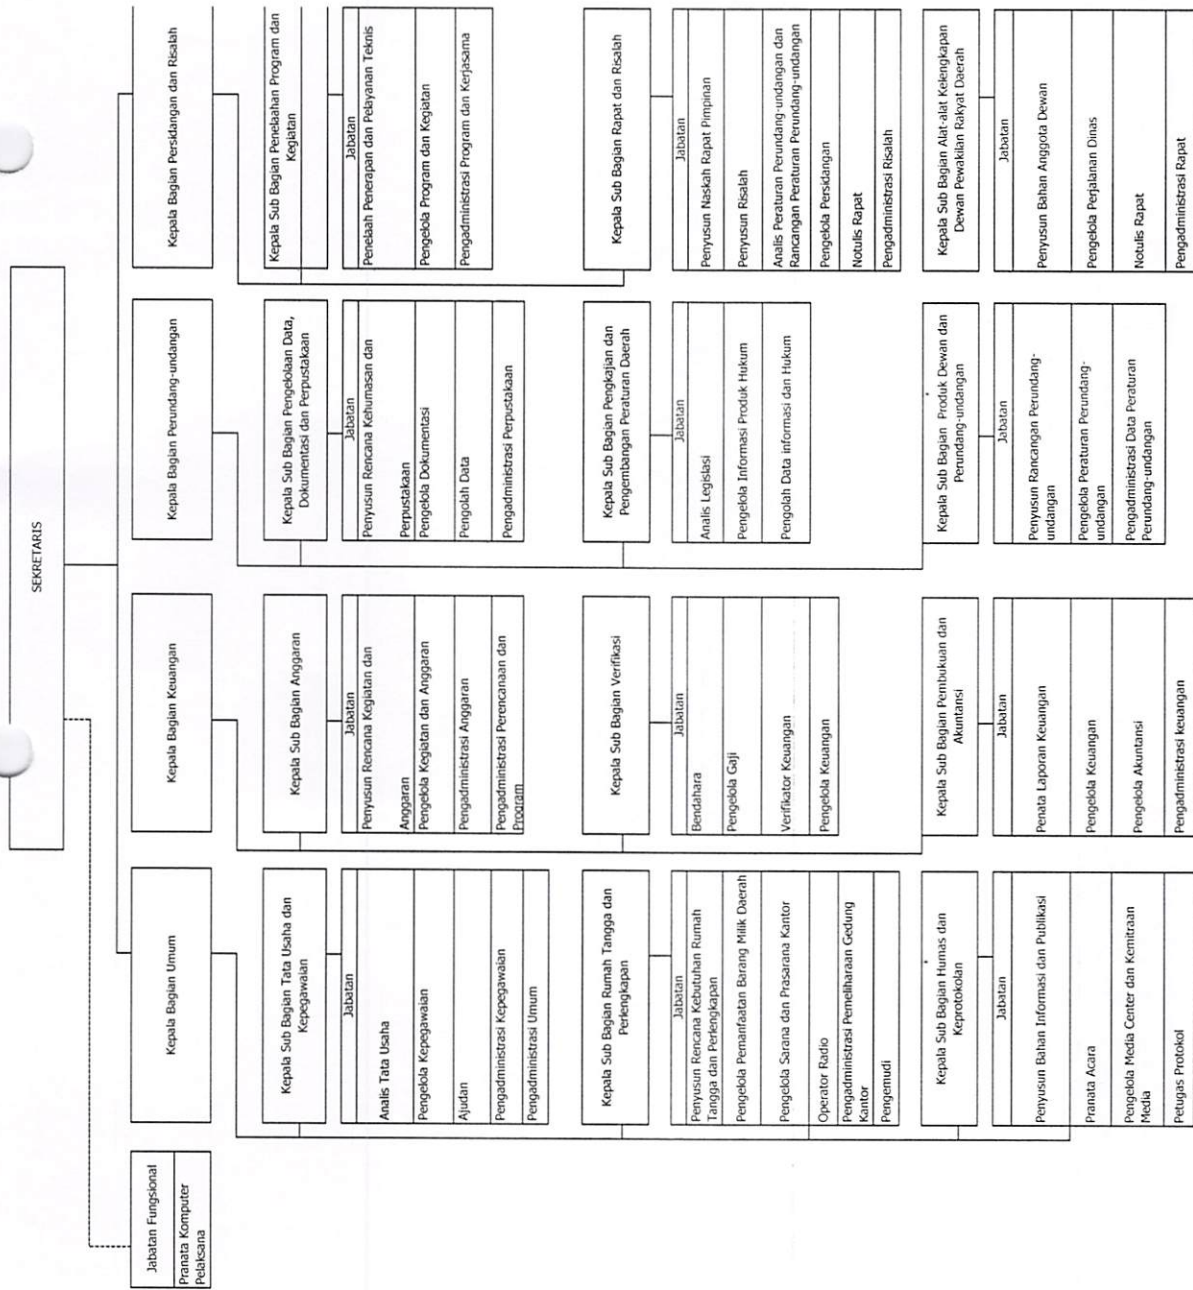 SEKRETARIS
Jabatan Fungsional
Pranata Komputer
Pelaksana
Kepala Bagian Umum
Kepala Sub Bagian Tata Usaha dan
Kepegawaian
Jabatan
Analis Tata Usaha
Pengelola Kepegawaian
Ajudan
Pengadministrasi Kepegawaian
Pengadministrasi Umum
Kepala Sub Bagian Rumah Tangga dan
Perlengkapan
Jabatan
Penyusun Rencana Kebutuhan Rumah
Tangga dan Perlengkapan
Pengelola Pemanfaatan Barang Milik Daerah
Pengelola Sarana dan Prasarana Kantor
Operator Radio
Pengadministrasi Pemeliharaan Gedung
Kantor
Pengemudi
Kepala Sub Bagian Humas dan
Keprotokolan
Jabatan
Penyusun Bahan Informasi dan Publikasi
Pranata Acara
Pengelola Media Center dan Kemitraan
Media
Petugas Protokol
Kepala Bagian Keuangan
Kepala Sub Bagian Anggaran
Jabatan
Penyusun Rencana Kegiatan dan
Anggaran
Pengelola Kegiatan dan Anggaran
Pengadministrasi Anggaran
Pengadministrasi Perencanaan dan
Program
Kepala Sub Bagian Verifikasi
Jabatan
Bendahara
Pengelola Gaji
Verifikator Keuangan
Pengelola Keuangan
Kepala Sub Bagian Pembukuan dan
Akuntansi
Jabatan
Penata Laporan Keuangan
Pengelola Keuangan
Pengelola Akuntansi
Pengadministrasi keuangan
Kepala Bagian Perundang-undangan
Kepala Sub Bagian Pengelolaan Data,
Dokumentasi dan Perpustakaan
Jabatan
Penyusun Rencana Kehumasan dan
Perpustakaan
Pengelola Dokumentasi
Pengolah Data
Pengadministrasi Perpustakaan
Kepala Sub Bagian Pengkajian dan
Pengembangan Peraturan Daerah
Jabatan
Analis Legislasi
Pengelola Informasi Produk Hukum
Pengolah Data informasi dan Hukum
Kepala Sub Bagian Produk Dewan dan
Perundang-undangan
Jabatan
Penyusun Rancangan Perundang-
undangan
Pengelola Peraturan Perundang-
undangan
Pengadministrasi Data Peraturan
Perundang-undangan
Kepala Bagian Persidangan dan Risalah
Kepala Sub Bagian Penelaahan Program dan
Kegiatan
Jabatan
Penelaah Penerapan dan Pelayanan Teknis
Pengelola Program dan Kegiatan
Pengadministrasi Program dan Kerjasama
Kepala Sub Bagian Rapat dan Risalah
Jabatan
Penyusun Naskah Rapat Pimpinan
Penyusun Risalah
Analis Peraturan Perundang-undangan dan
Rancangan Peraturan Perundang-undangan
Pengelola Persidangan
Notulis Rapat
Pengadministrasi Risalah
Kepala Sub Bagian Alat-alat Kelengkapan
Dewan Pewakilan Rakyat Daerah
Jabatan
Penyusun Bahan Anggota Dewan
Pengelola Perjalanan Dinas
Notulis Rapat
Pengadministrasi Rapat